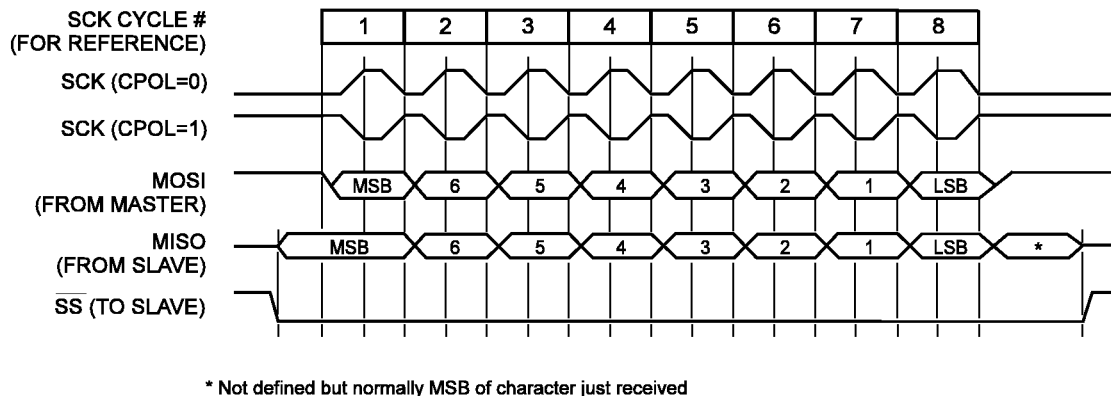 SCK CYCLE #
(FOR REFERENCE)
1 2 3 4 5 6 7 8
SCK (CPOL=0)
SCK (CPOL=1)
MOSI
(FROM MASTER)
MSB 6 5 4 3 2 1 LSB
MISO
(FROM SLAVE)
MSB 6 5 4 3 2 1 LSB *
SS (TO SLAVE)
* Not defined but normally MSB of character just received